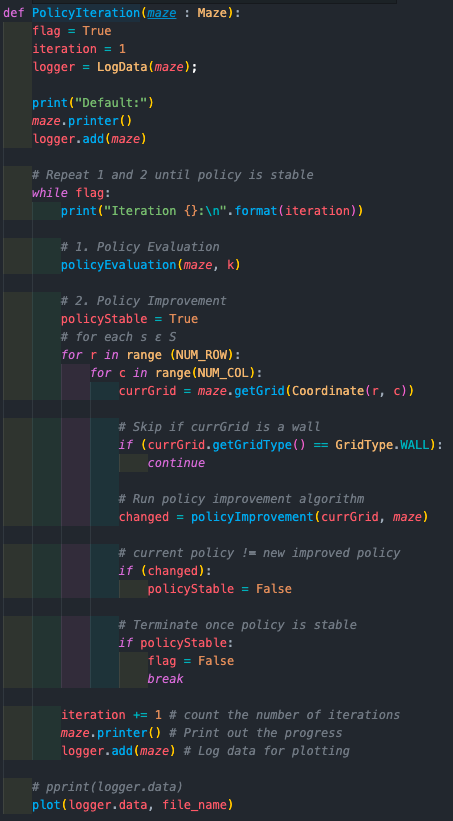 def PolicyIteration(maze : Maze):
    flag = True
    iteration = 1
    logger = LogData(maze);

    print("Default:")
    maze.printer()
    logger.add(maze)

    # Repeat 1 and 2 until policy is stable
    while flag:
        print("Iteration {}:\n".format(iteration))

        # 1. Policy Evaluation
        policyEvaluation(maze, k)

        # 2. Policy Improvement
        policyStable = True
        # for each s ε S
        for r in range (NUM_ROW):
            for c in range(NUM_COL):
                currGrid = maze.getGrid(Coordinate(r, c))

                # Skip if currGrid is a wall
                if (currGrid.getGridType() == GridType.WALL):
                    continue

                # Run policy improvement algorithm
                changed = policyImprovement(currGrid, maze)

                # current policy != new improved policy
                if (changed):
                    policyStable = False

                # Terminate once policy is stable
                if policyStable:
                    flag = False
                    break

        iteration += 1 # count the number of iterations
        maze.printer() # Print out the progress
        logger.add(maze) # Log data for plotting

    # pprint(logger.data)
    plot(logger.data, file_name)